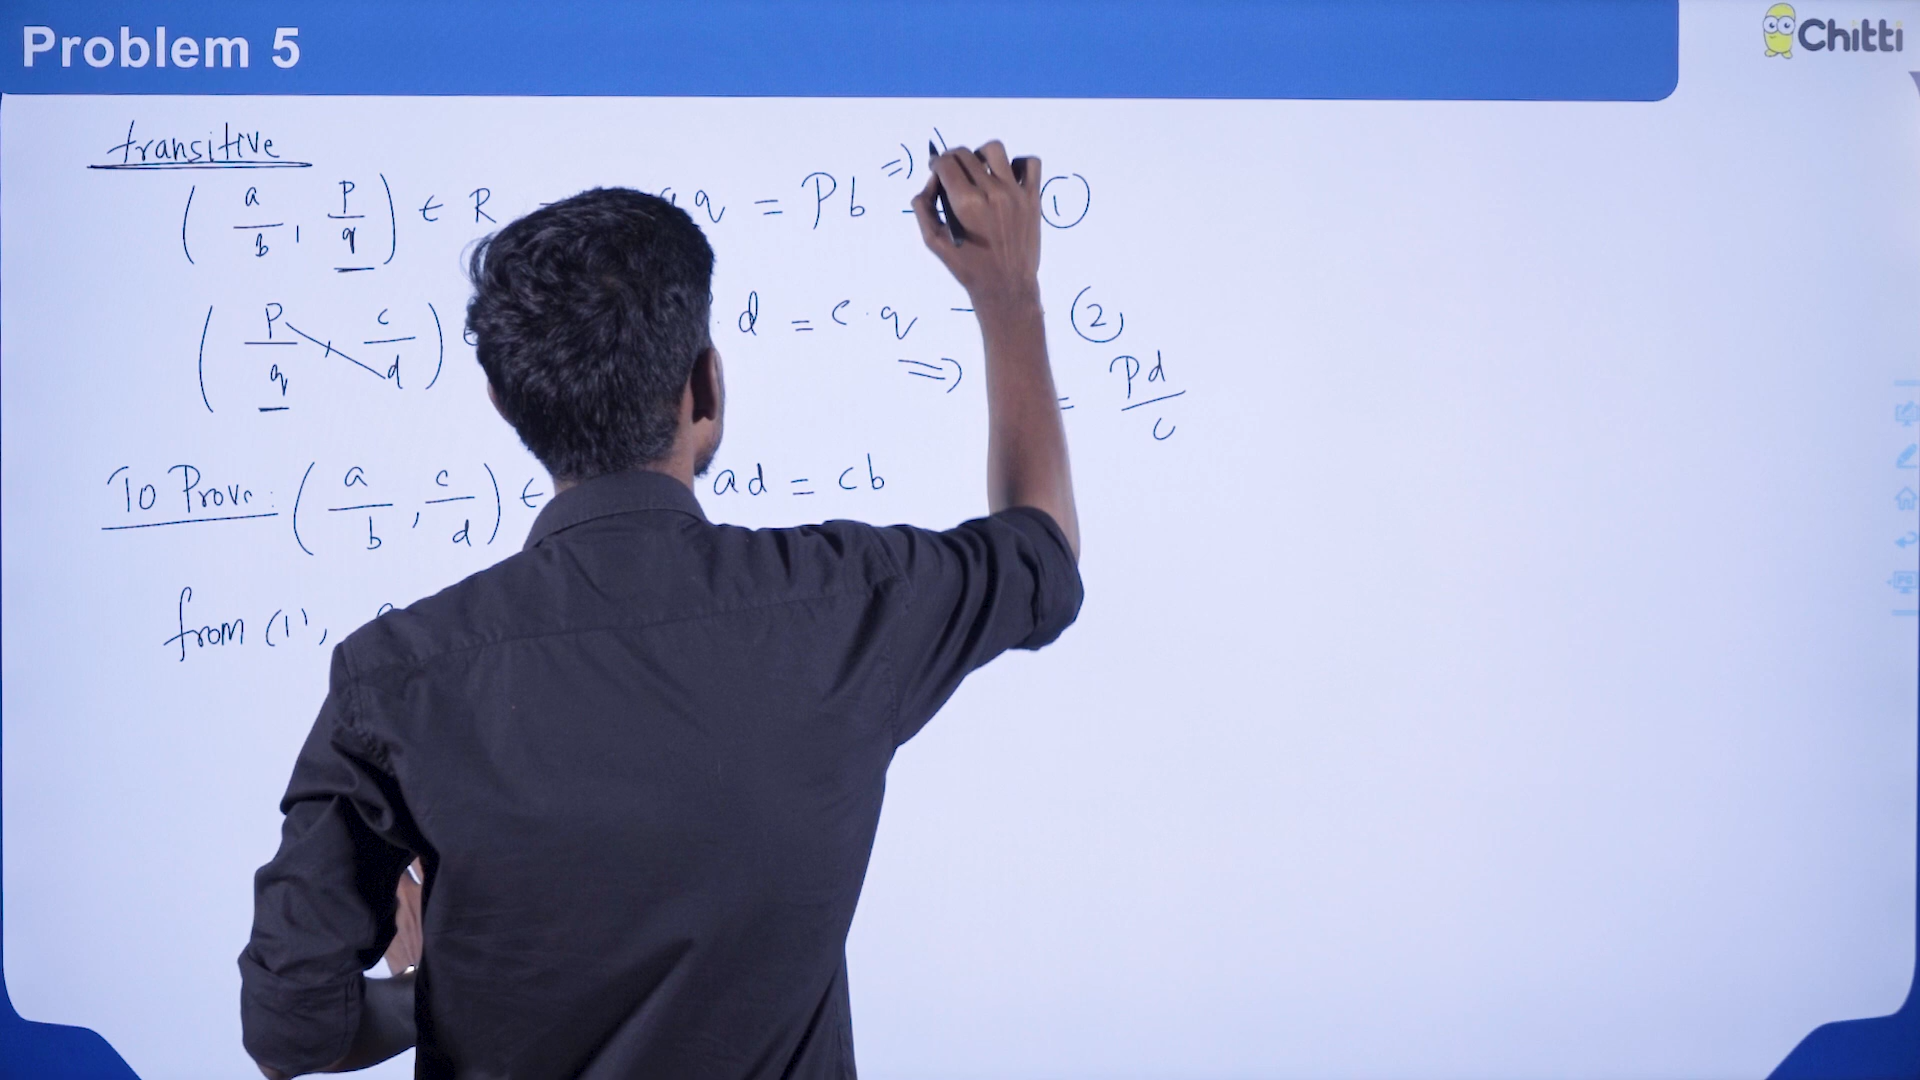 Problem 5
Chitti
transitive
( a/b , p/q ) ∈ R q = Pb => ①
( P/q , c/d ) d = c · q ②
=> = Pd/c
To Prove : ( a/b , c/d ) ∈ ad = cb
from (1),